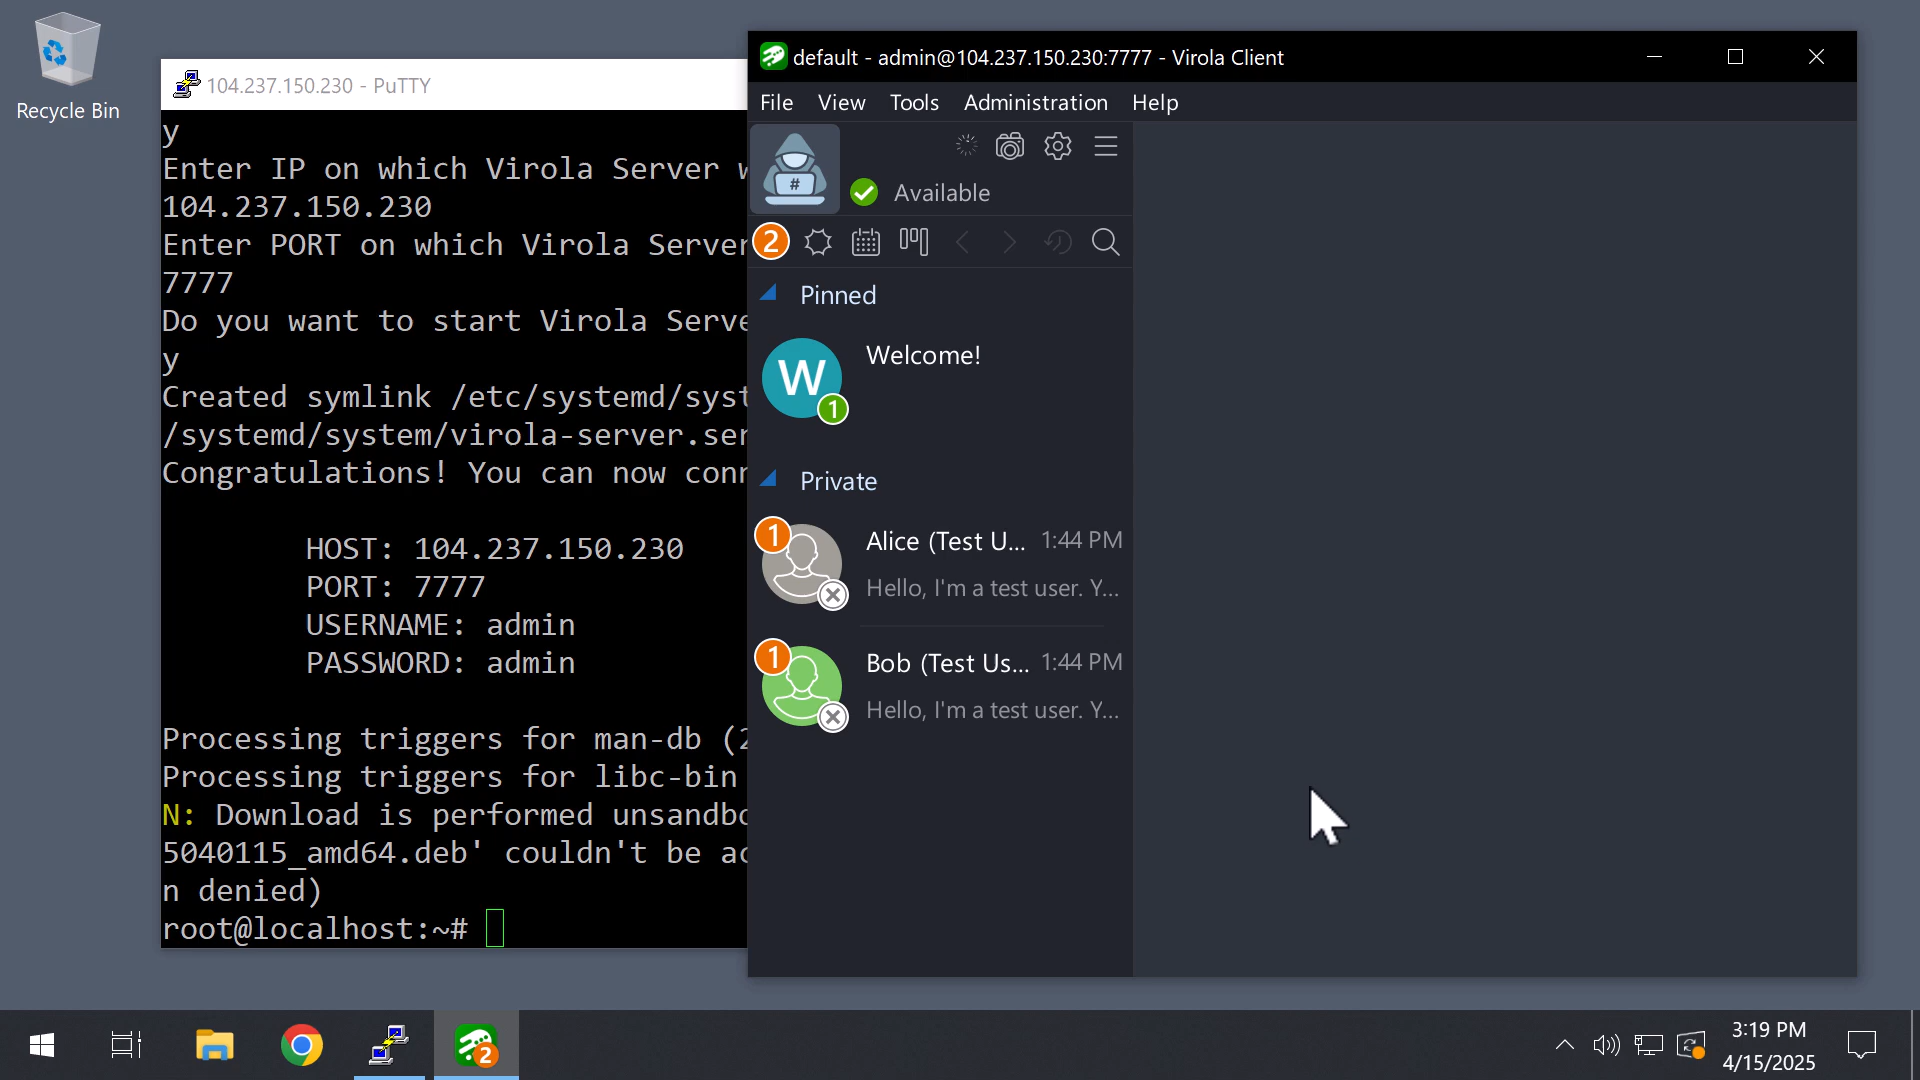 Recycle Bin
104.237.150.230 - PuTTY
y
Enter IP on which Virola Server
104.237.150.230
Enter PORT on which Virola Server
7777
Do you want to start Virola Serve
y
Created symlink /etc/systemd/syst
/systemd/system/virola-server.ser
Congratulations! You can now conn
HOST: 104.237.150.230
PORT: 7777
USERNAME: admin
PASSWORD: admin
Processing triggers for man-db (2
Processing triggers for libc-bin
N: Download is performed unsandbo
5040115_amd64.deb' couldn't be ac
n denied)
root@localhost:~#
default - admin@104.237.150.230:7777 - Virola Client
File View Tools Administration Help
#
Available
2
Pinned
W
1
Welcome!
Private
1
Alice (Test U... 1:44 PM
Hello, I'm a test user. Y...
1
Bob (Test Us... 1:44 PM
Hello, I'm a test user. Y...
2
3:19 PM
4/15/2025